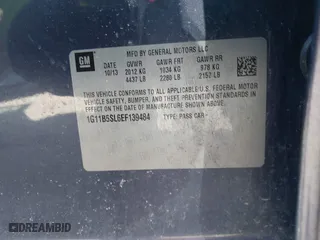 GM
MFD BY GENERAL MOTORS LLC
10/13 GVWR GAWR FRT GAWR RR
2012 KG 1034 KG 978 KG
4437 LB 2280 LB 2157 LB
THIS VEHICLE CONFORMS TO ALL APPLICABLE U.S. FEDERAL MOTOR
VEHICLE SAFETY, BUMPER, AND THEFT PREVENTION STANDARDS
IN EFFECT ON THE DATE OF MANUFACTURE SHOWN ABOVE.
1G11B5SL6EF139484 TYPE: PASS CAR
DREAMBID